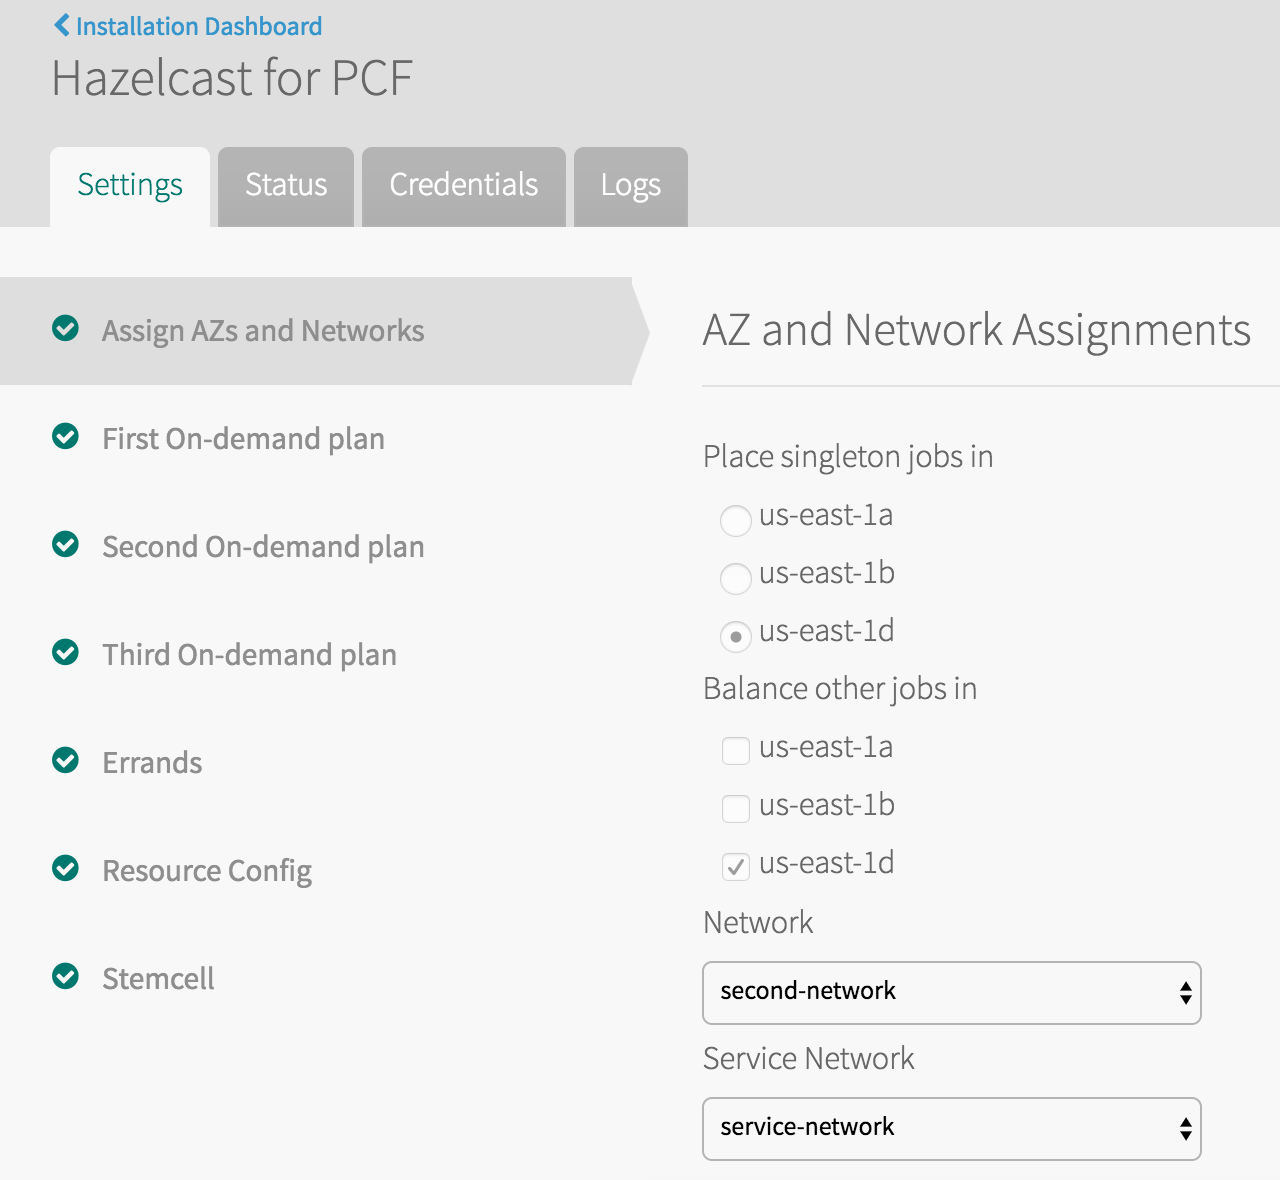 Installation Dashboard
Hazelcast for PCF
Settings
Status
Credentials
Logs
Assign AZs and Networks
First On-demand plan
Second On-demand plan
Third On-demand plan
Errands
Resource Config
Stemcell
AZ and Network Assignments
Place singleton jobs in
us-east-1a
us-east-1b
us-east-1d
Balance other jobs in
us-east-1a
us-east-1b
us-east-1d
Network
second-network
Service Network
service-network